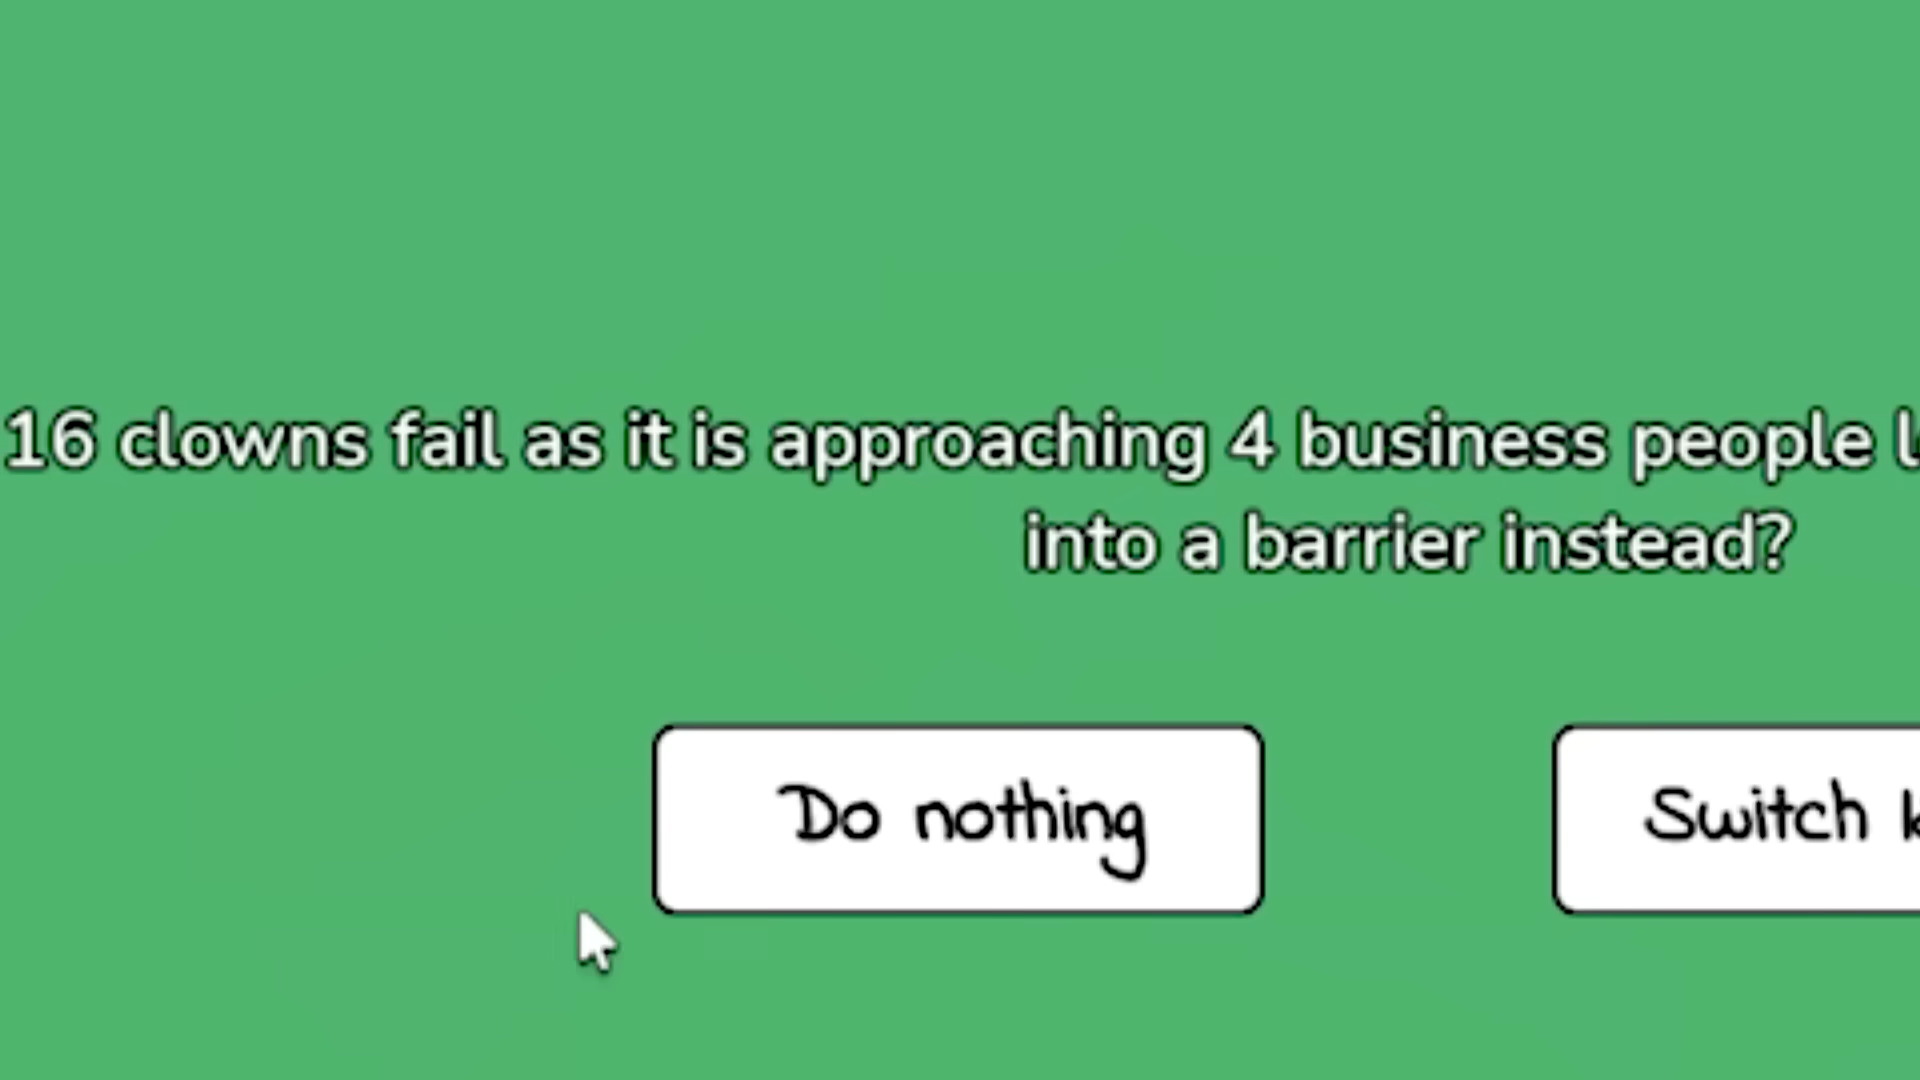 16 clowns fail as it is approaching 4 business people
into a barrier instead?
Do nothing
Switch